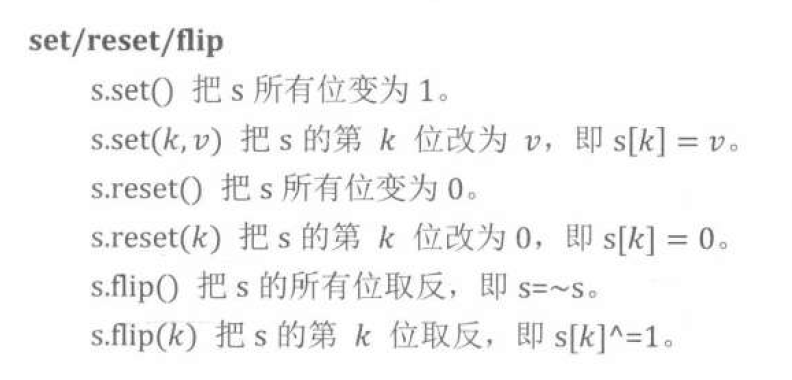 set/reset/flip
s.set() 把 s 所有位变为 1。
s.set(k, v) 把 s 的第 k 位改为 v，即 s[k] = v。
s.reset() 把 s 所有位变为 0。
s.reset(k) 把 s 的第 k 位改为 0，即 s[k] = 0。
s.flip() 把 s 的所有位取反，即 s=~s。
s.flip(k) 把 s 的第 k 位取反，即 s[k]^=1。